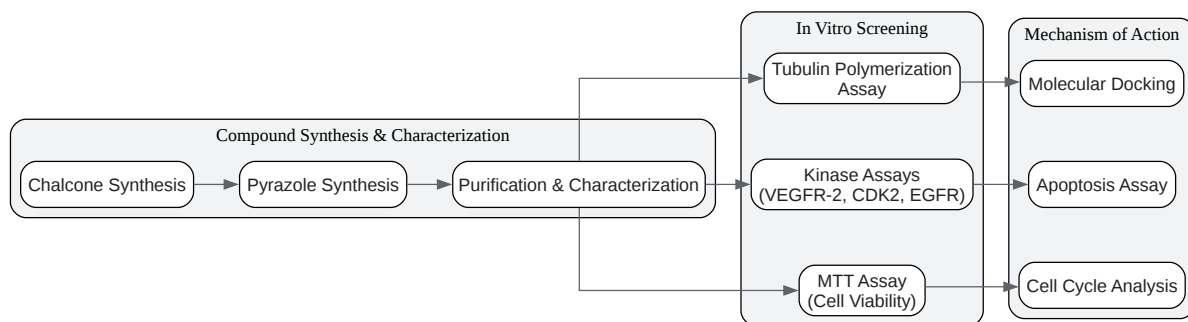 Compound Synthesis & Characterization
Chalcone Synthesis
Pyrazole Synthesis
Purification & Characterization
In Vitro Screening
Tubulin Polymerization
Assay
Kinase Assays
(VEGFR-2, CDK2, EGFR)
MTT Assay
(Cell Viability)
Mechanism of Action
Molecular Docking
Apoptosis Assay
Cell Cycle Analysis